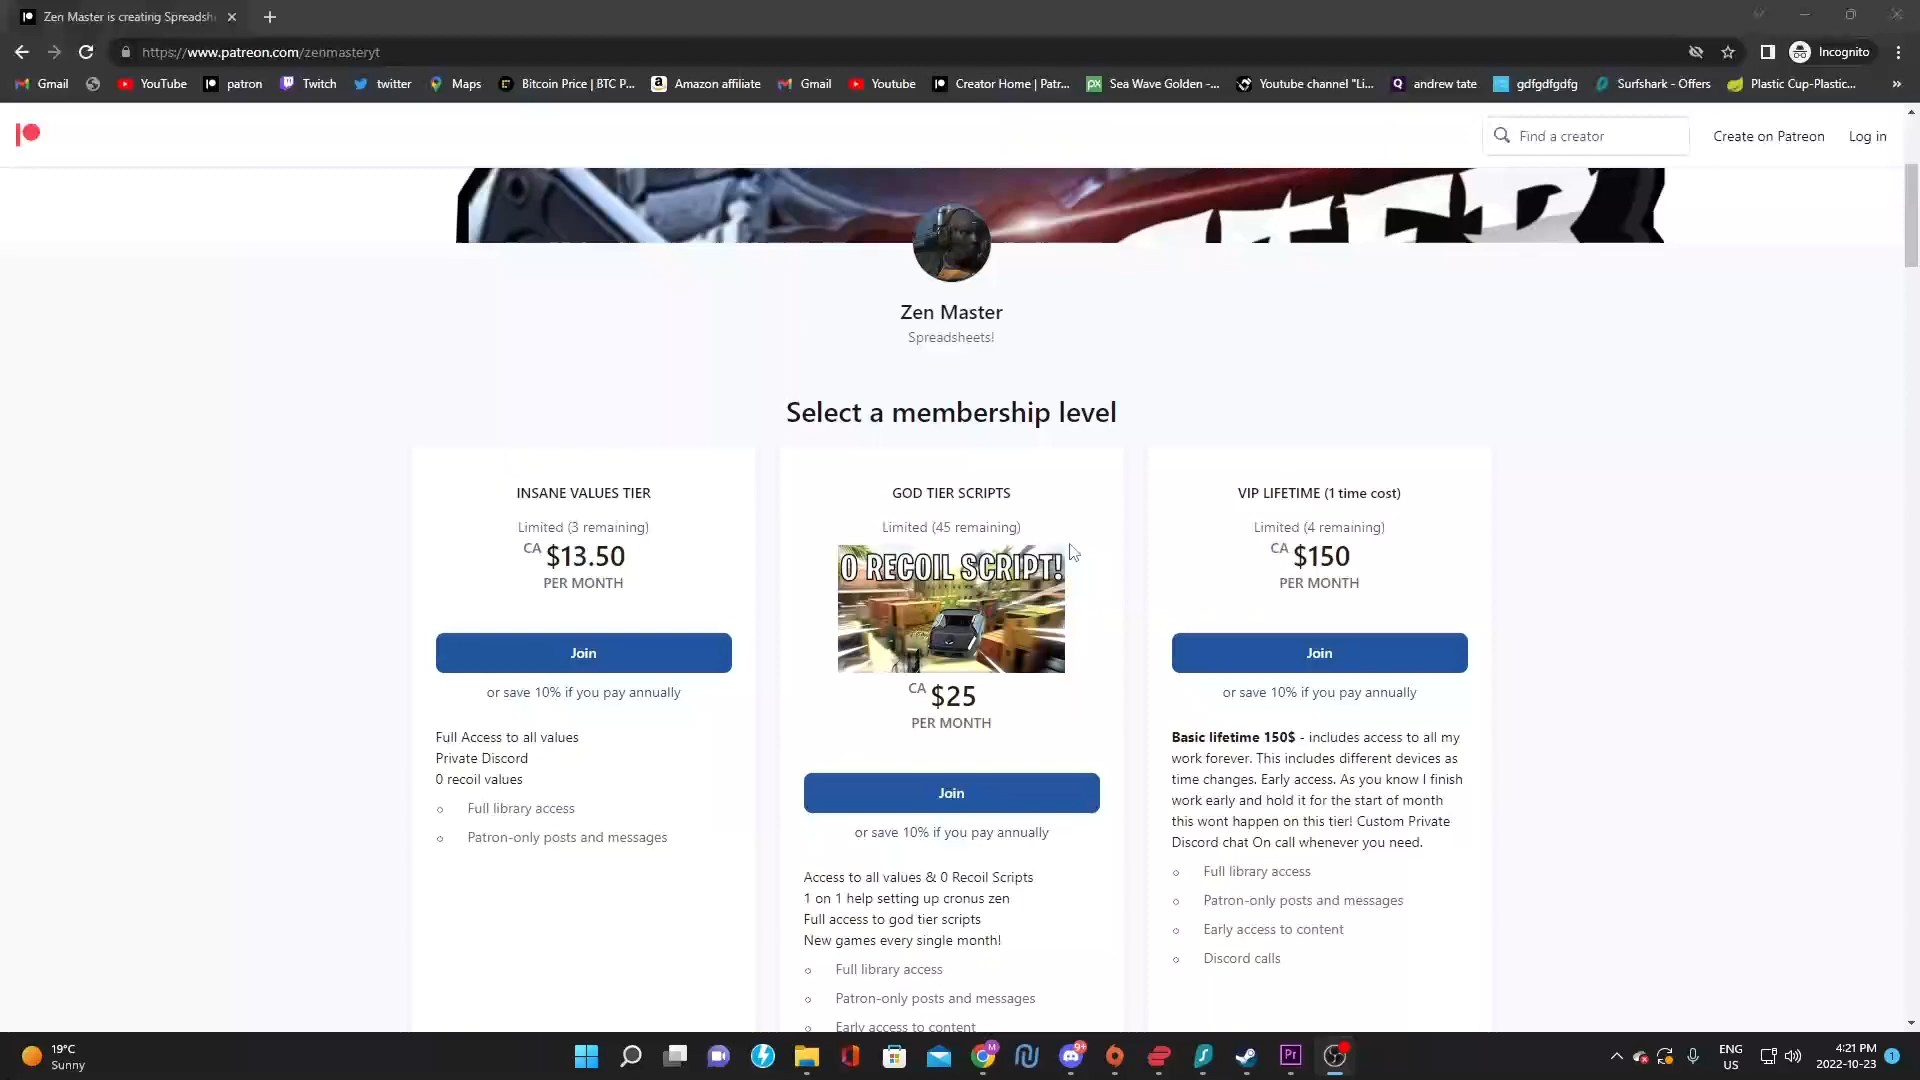 Zen Master is creating Spreadsh
https://www.patreon.com/zenmasteryt
Incognito
Gmail
YouTube
patron
Twitch
twitter
Maps
Bitcoin Price | BTC P...
Amazon affiliate
Gmail
Youtube
Creator Home | Patr...
Sea Wave Golden -...
Youtube channel "Li...
andrew tate
gdfgdfgdfg
Surfshark - Offers
Plastic Cup-Plastic...
»
Find a creator
Create on Patreon
Log in
Zen Master
Spreadsheets!
Select a membership level
INSANE VALUES TIER
Limited (3 remaining)
CA $13.50
PER MONTH
Join
or save 10% if you pay annually
Full Access to all values
Private Discord
0 recoil values
Full library access
Patron-only posts and messages
GOD TIER SCRIPTS
Limited (45 remaining)
0 RECOIL SCRIPT!
CA $25
PER MONTH
Join
or save 10% if you pay annually
Access to all values & 0 Recoil Scripts
1 on 1 help setting up cronus zen
Full access to god tier scripts
New games every single month!
Full library access
Patron-only posts and messages
Early access to content
VIP LIFETIME (1 time cost)
Limited (4 remaining)
CA $150
PER MONTH
Join
or save 10% if you pay annually
Basic lifetime 150$ - includes access to all my
work forever. This includes different devices as
time changes. Early access. As you know I finish
work early and hold it for the start of month
this wont happen on this tier! Custom Private
Discord chat On call whenever you need.
Full library access
Patron-only posts and messages
Early access to content
Discord calls
19°C
Sunny
M
9+
Pr
ENG
US
4:21 PM
2022-10-23
1